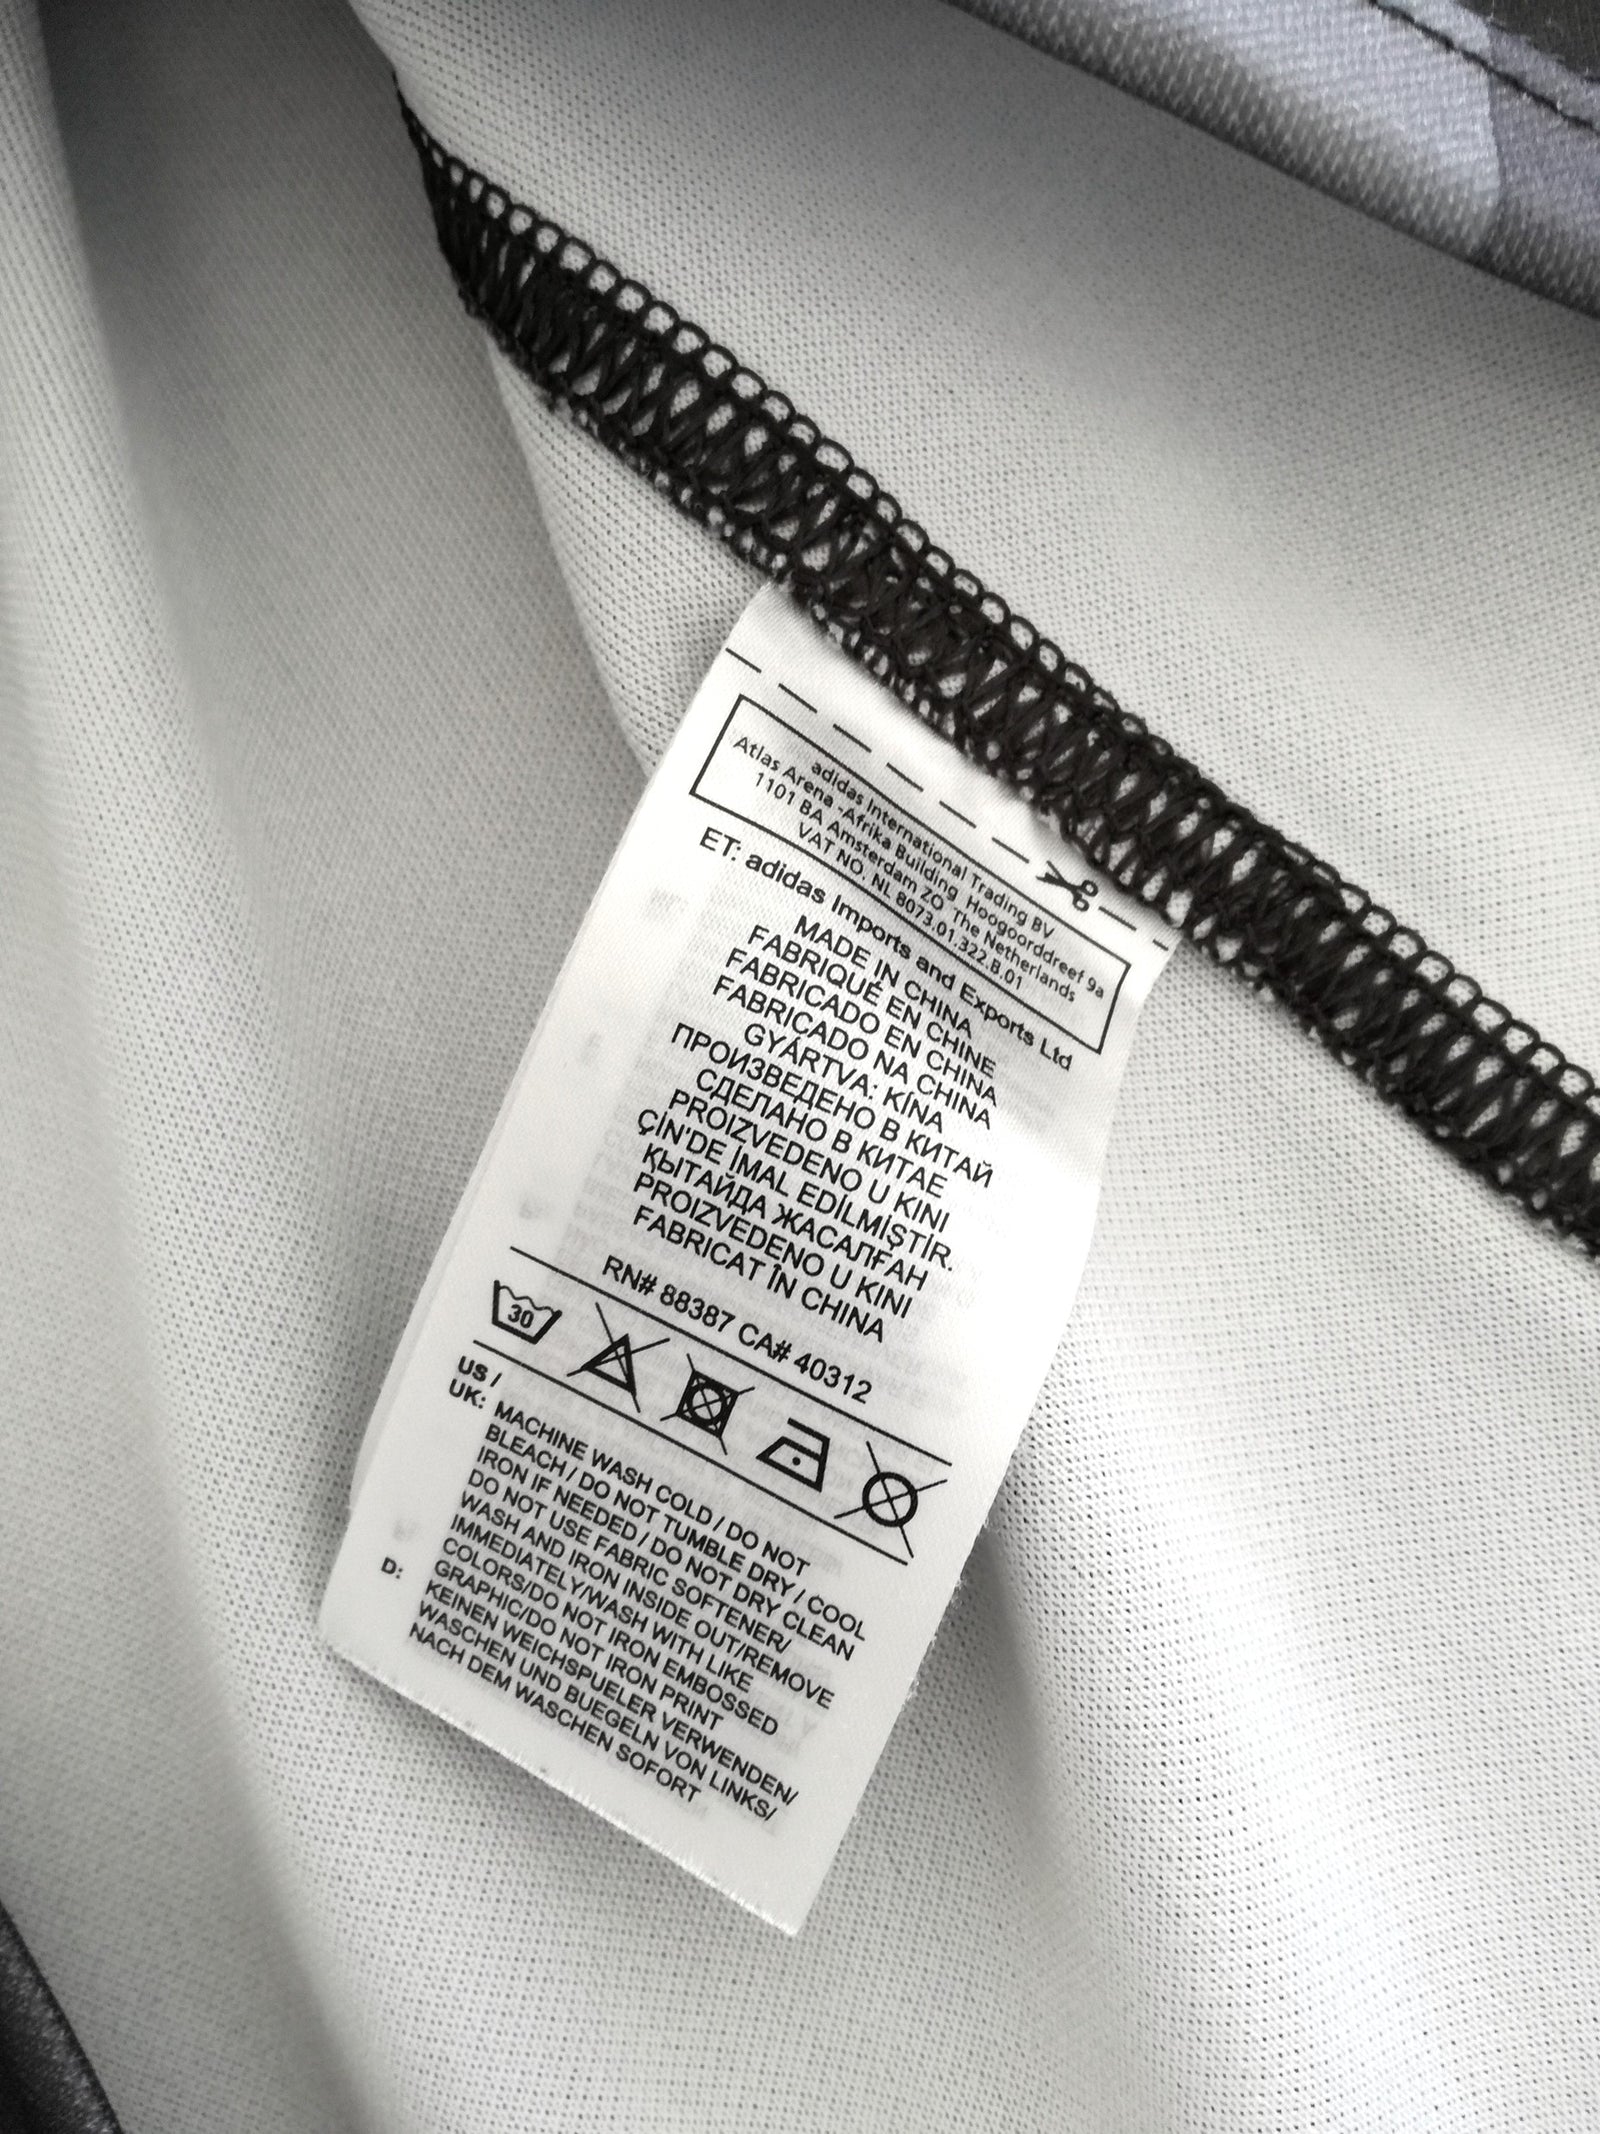 adidas International Trading BV
Atlas Arena -Afrika Building Hoogoorddreef 9a
1101 BA Amsterdam ZO The Netherlands
VAT NO. NL 8073.01.322.B.01
ET: adidas Imports and Exports Ltd
MADE IN CHINA
FABRIQUÉ EN CHINE
FABRICADO EN CHINA
FABRICADO NA CHINA
GYÁRTVA: KÍNA
ПРОИЗВЕДЕНО В КИТАЙ
СДЕЛАНО В КИТАЕ
PROIZVEDENO U KINI
ÇİN'DE İMAL EDİLMİŞTİR.
ҚЫТАЙДА ЖАСАЛҒАН
PROIZVEDENO U KINI
FABRICAT ÎN CHINA
RN# 88387 CA# 40312
30
US /
UK: MACHINE WASH COLD / DO NOT
BLEACH / DO NOT TUMBLE DRY / COOL
IRON IF NEEDED / DO NOT DRY CLEAN
DO NOT USE FABRIC SOFTENER/
WASH AND IRON INSIDE OUT/REMOVE
IMMEDIATELY/WASH WITH LIKE
COLORS/DO NOT IRON EMBOSSED
GRAPHIC/DO NOT IRON PRINT
D: KEINEN WEICHSPUELER VERWENDEN/
WASCHEN UND BUEGELN VON LINKS/
NACH DEM WASCHEN SOFORT